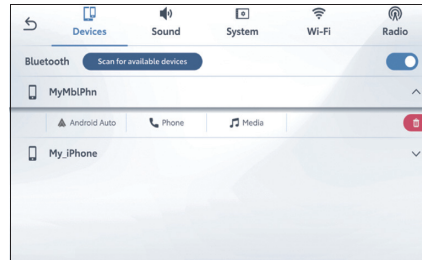 Devices Sound System Wi-Fi Radio
Bluetooth Scan for available devices
MyMblPhn
Android Auto Phone Media
My_iPhone